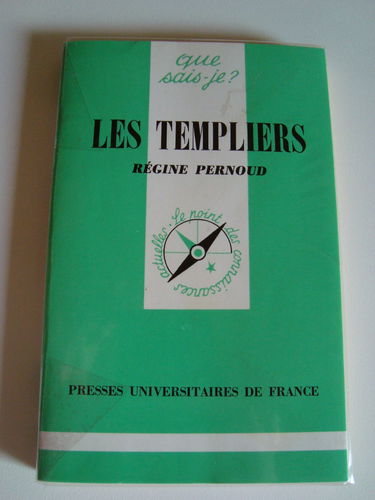 que
sais-je?
LES TEMPLIERS
RÉGINE PERNOUD
Le point des connaissances actuelles
PRESSES UNIVERSITAIRES DE FRANCE